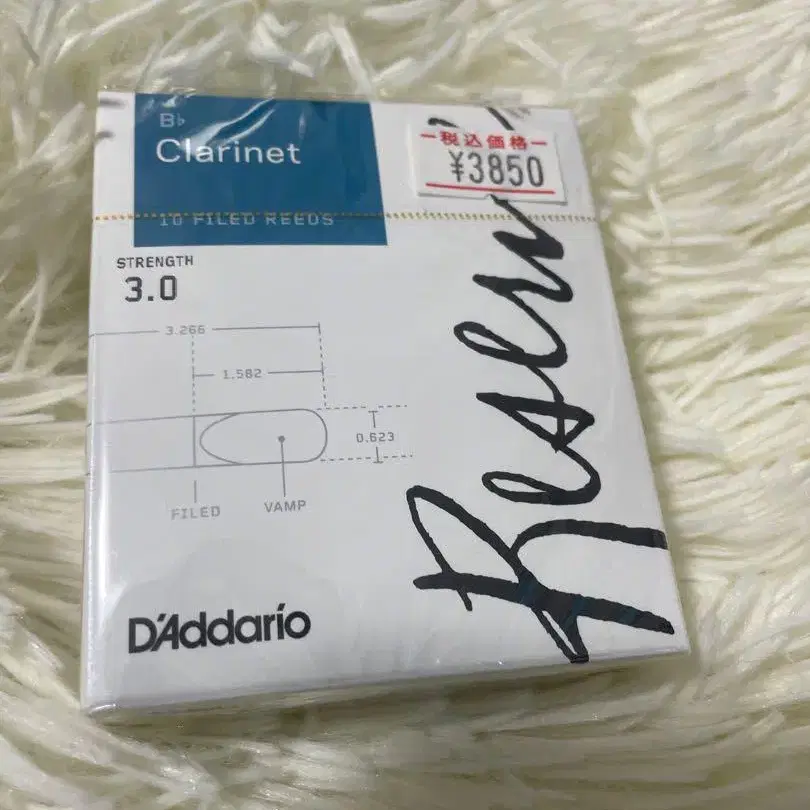 B♭
Clarinet
10 FILED REEDS
税込価格
¥3850
STRENGTH
3.0
3.266
1.582
0.623
FILED
VAMP
D'Addario